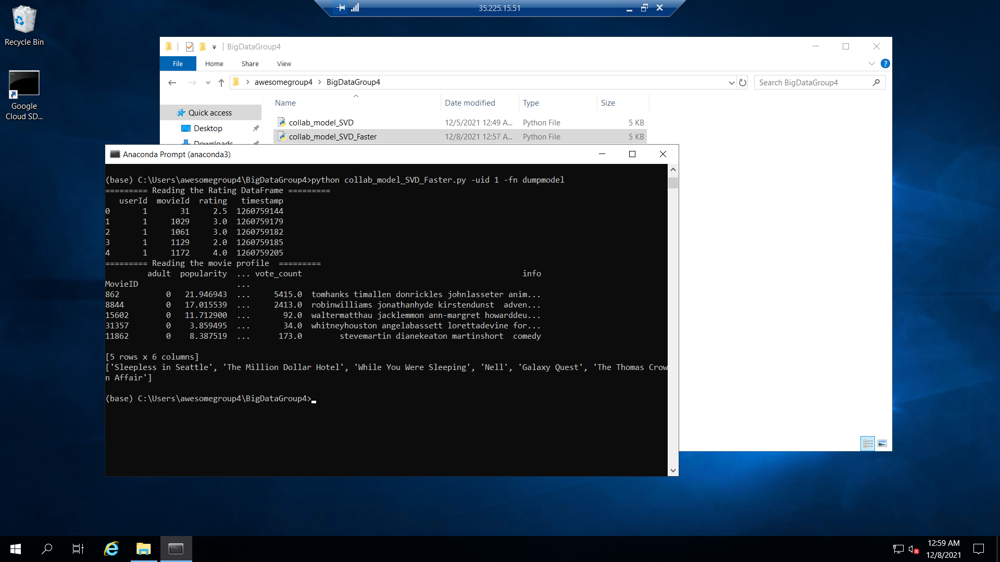 35.225.15.51
Recycle Bin
Google
Cloud SD...
BigDataGroup4
File Home Share View
awesomegroup4 > BigDataGroup4
Search BigDataGroup4
Name Date modified Type Size
Quick access
Desktop
Downloads
collab_model_SVD 12/5/2021 12:49 A... Python File 5 KB
collab_model_SVD_Faster 12/8/2021 12:57 A... Python File 5 KB
Anaconda Prompt (anaconda3)
(base) C:\Users\awesomegroup4\BigDataGroup4>python collab_model_SVD_Faster.py -uid 1 -fn dumpmodel
========= Reading the Rating DataFrame =========
userId movieId rating timestamp
0 1 31 2.5 1260759144
1 1 1029 3.0 1260759179
2 1 1061 3.0 1260759182
3 1 1129 2.0 1260759185
4 1 1172 4.0 1260759205
========= Reading the movie profile =========
adult popularity ... vote_count info
MovieID ...
862 0 21.946943 ... 5415.0 tomhanks timallen donrickles johnlasseter anim...
8844 0 17.015539 ... 2413.0 robinwilliams jonathanhyde kirstendunst adven...
15602 0 11.712900 ... 92.0 waltermatthau jacklemmon ann-margret howarddeu...
31357 0 3.859495 ... 34.0 whitneyhouston angelabassett lorettadevine for...
11862 0 8.387519 ... 173.0 stevemartin dianekeaton martinshort comedy
[5 rows x 6 columns]
['Sleepless in Seattle', 'The Million Dollar Hotel', 'While You Were Sleeping', 'Nell', 'Galaxy Quest', 'The Thomas Crow
n Affair']
(base) C:\Users\awesomegroup4\BigDataGroup4>
12:59 AM
12/8/2021